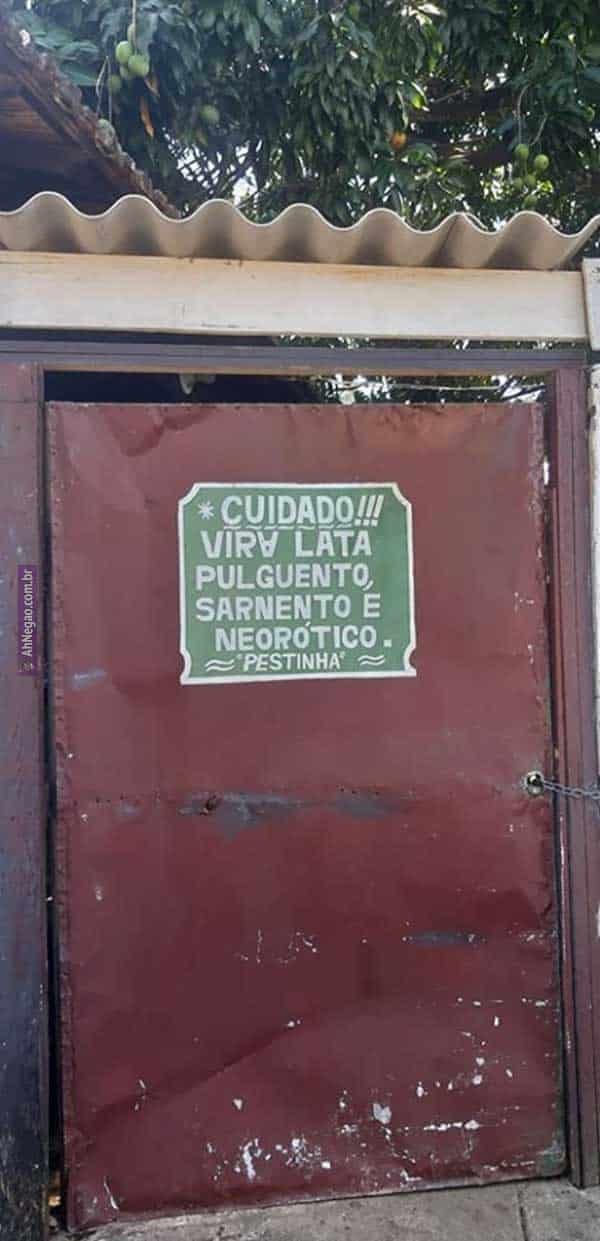 * CUIDADO!!!
VIRA LATA
PULGUENTO,
SARNENTO E
NEORÓTICO.
"PESTINHA"
AhNegao.com.br